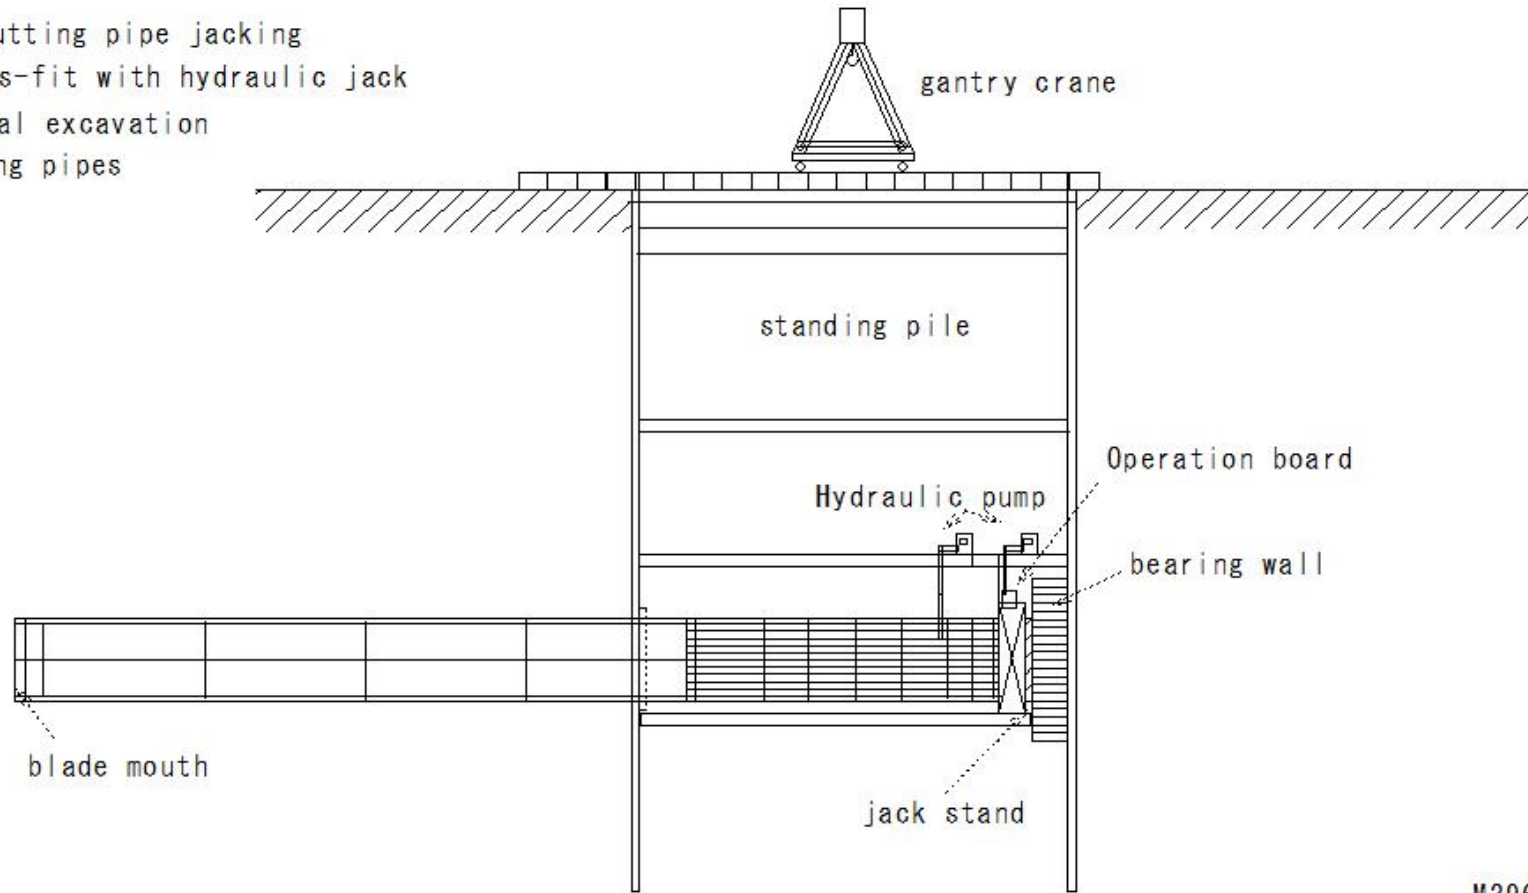 utting pipe jacking
s-fit with hydraulic jack
al excavation
ng pipes
gantry crane
standing pile
Operation board
Hydraulic pump
bearing wall
blade mouth
jack stand